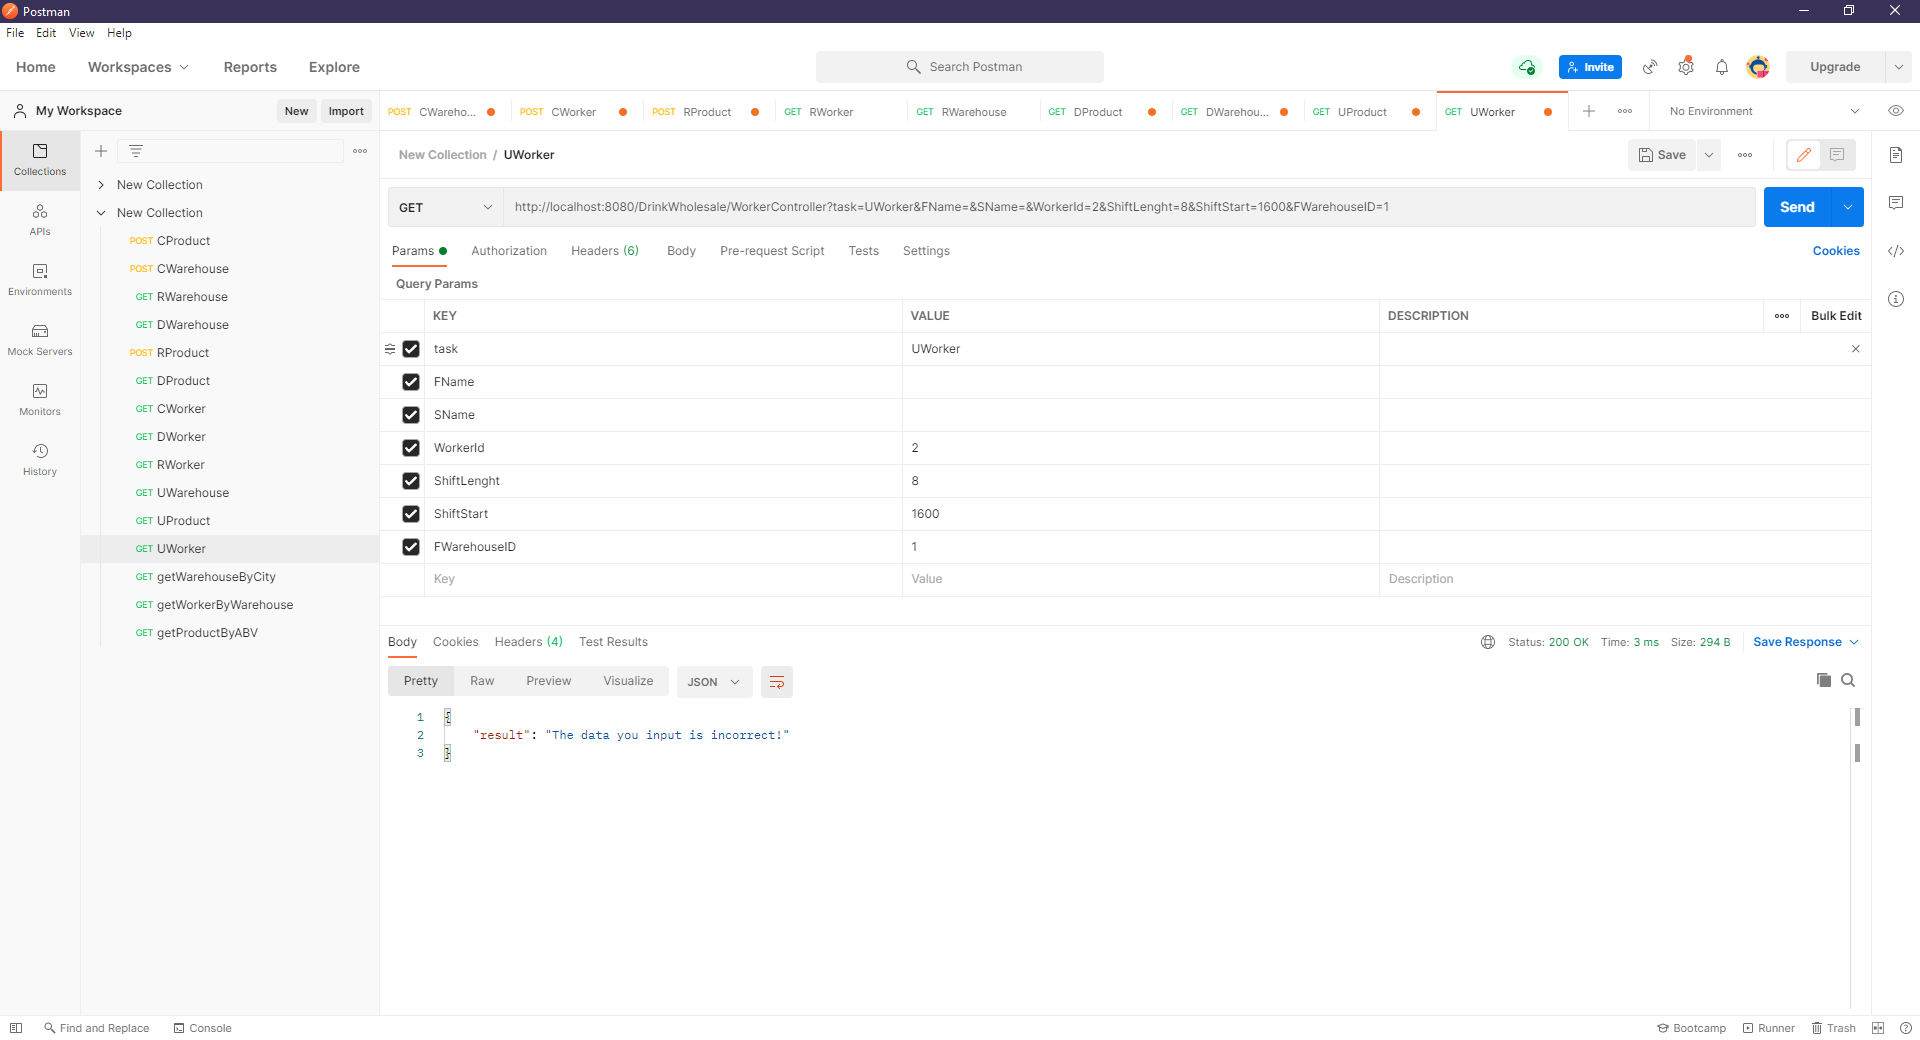 Postman
File Edit View Help
Home Workspaces Reports Explore
Search Postman
Invite
Upgrade
My Workspace
New Import
POST CWareho...
POST CWorker
POST RProduct
GET RWorker
GET RWarehouse
GET DProduct
GET DWarehou...
GET UProduct
GET UWorker
No Environment
Collections
APIs
Environments
Mock Servers
Monitors
History
New Collection
New Collection
POST CProduct
POST CWarehouse
GET RWarehouse
GET DWarehouse
POST RProduct
GET DProduct
GET CWorker
GET DWorker
GET RWorker
GET UWarehouse
GET UProduct
GET UWorker
GET getWarehouseByCity
GET getWorkerByWarehouse
GET getProductByABV
New Collection / UWorker
Save
GET
http://localhost:8080/DrinkWholesale/WorkerController?task=UWorker&FName=&SName=&WorkerId=2&ShiftLenght=8&ShiftStart=1600&FWarehouseID=1
Send
Params Authorization Headers (6) Body Pre-request Script Tests Settings
Cookies
Query Params
KEY VALUE DESCRIPTION
Bulk Edit
task UWorker
FName
SName
WorkerId 2
ShiftLenght 8
ShiftStart 1600
FWarehouseID 1
Key Value Description
Body Cookies Headers (4) Test Results
Status: 200 OK Time: 3 ms Size: 294 B
Save Response
Pretty Raw Preview Visualize
JSON
1 {
2 "result": "The data you input is incorrect!"
3 }
Find and Replace
Console
Bootcamp
Runner
Trash